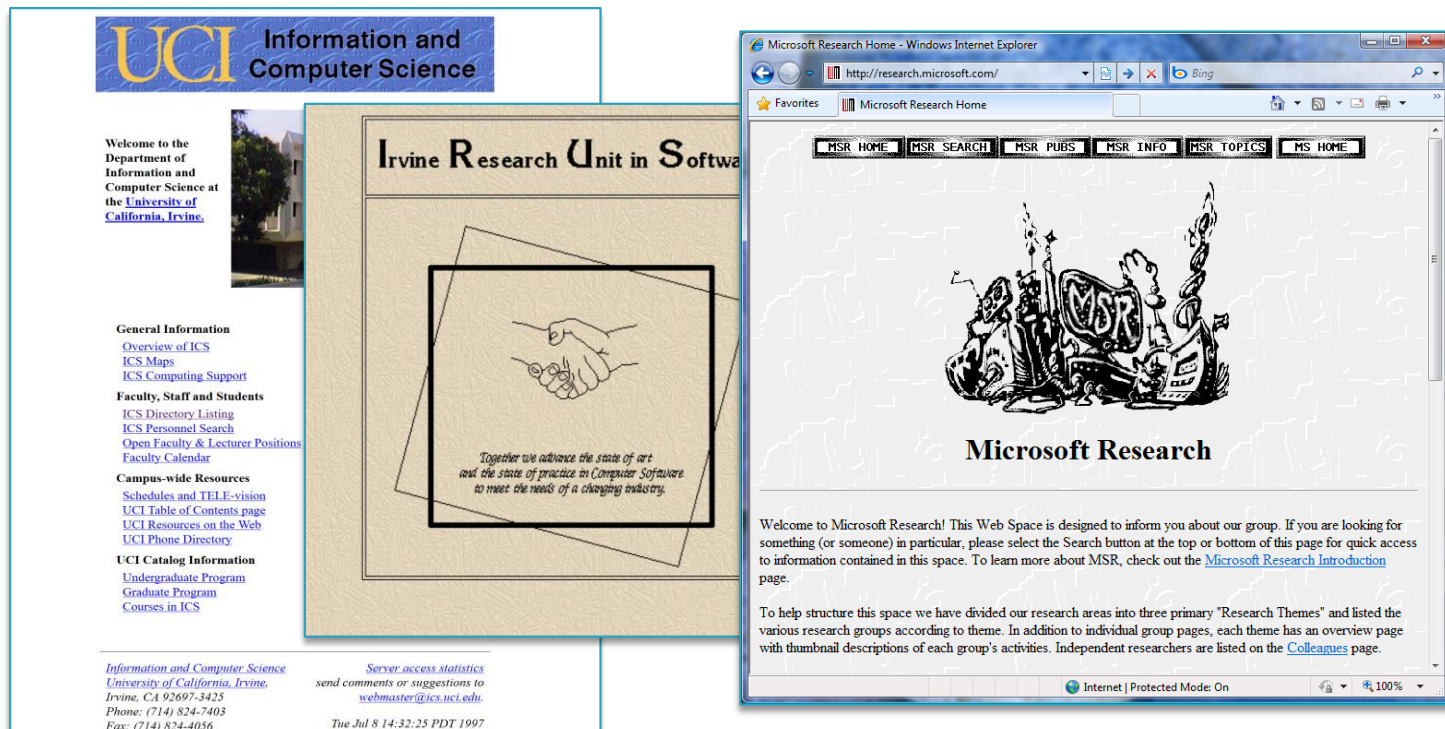 UCI Information and
Computer Science
Welcome to the
Department of
Information and
Computer Science at
the University of
California, Irvine.
General Information
Overview of ICS
ICS Maps
ICS Computing Support
Faculty, Staff and Students
ICS Directory Listing
ICS Personnel Search
Open Faculty & Lecturer Positions
Faculty Calendar
Campus-wide Resources
Schedules and TELE-vision
UCI Table of Contents page
UCI Resources on the Web
UCI Phone Directory
UCI Catalog Information
Undergraduate Program
Graduate Program
Courses in ICS
Information and Computer Science
University of California, Irvine,
Irvine, CA 92697-3425
Phone: (714) 824-7403
Fax: (714) 824-4056
Server access statistics
send comments or suggestions to
webmaster@ics.uci.edu.
Tue Jul 8 14:32:25 PDT 1997
Irvine Research Unit in Softwa
Together we advance the state of art
and the state of practice in Computer Software
to meet the needs of a changing industry.
Microsoft Research Home - Windows Internet Explorer
http://research.microsoft.com/
Bing
Favorites
Microsoft Research Home
MSR HOME MSR SEARCH MSR PUBS MSR INFO MSR TOPICS MS HOME
MSR
Microsoft Research
Welcome to Microsoft Research! This Web Space is designed to inform you about our group. If you are looking for
something (or someone) in particular, please select the Search button at the top or bottom of this page for quick access
to information contained in this space. To learn more about MSR, check out the Microsoft Research Introduction
page.
To help structure this space we have divided our research areas into three primary "Research Themes" and listed the
various research groups according to theme. In addition to individual group pages, each theme has an overview page
with thumbnail descriptions of each group's activities. Independent researchers are listed on the Colleagues page.
Internet | Protected Mode: On
100%